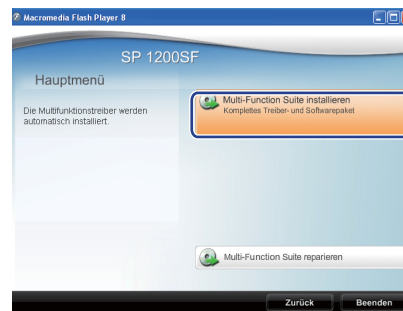 Macromedia Flash Player 8
SP 1200SF
Hauptmenü
Die Multifunktionstreiber werden
automatisch installiert.
Multi-Function Suite installieren
Komplettes Treiber- und Softwarepaket
Multi-Function Suite reparieren
Zurück
Beenden